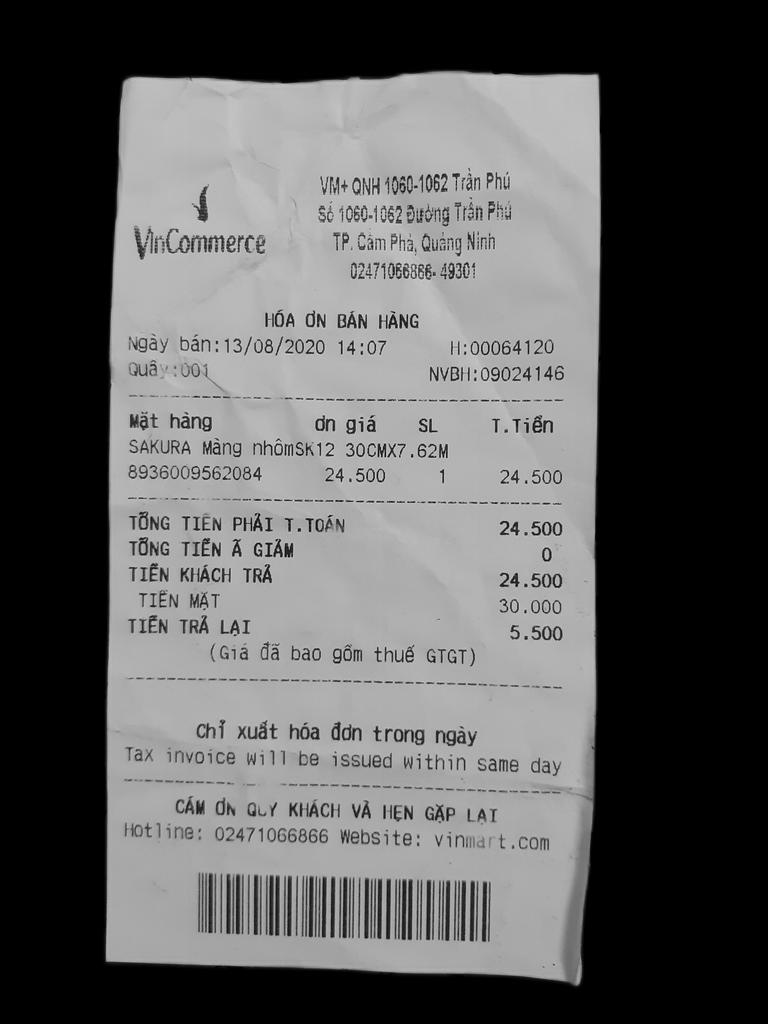 VinCommerce
VM+ QNH 1060-1062 Trần Phú
Số 1060-1062 Đường Trần Phú
TP. Cẩm Phả, Quảng Ninh
02471066866- 49301
HÓA ƠN BÁN HÀNG
Ngày bán:13/08/2020 14:07 H:00064120
Quầy:001 NVBH:09024146
Mặt hàng ơn giá SL T.Tiền
SAKURA Màng nhômSK12 30CMX7.62M
8936009562084 24.500 1 24.500
TỔNG TIỀN PHẢI T.TOÁN 24.500
TỔNG TIỀN Ã GIẢM 0
TIỀN KHÁCH TRẢ 24.500
TIỀN MẶT 30.000
TIỀN TRẢ LẠI 5.500
(Giá đã bao gồm thuế GTGT)
Chỉ xuất hóa đơn trong ngày
Tax invoice will be issued within same day
CÁM ƠN QUÝ KHÁCH VÀ HẸN GẶP LẠI
Hotline: 02471066866 Website: vinmart.com